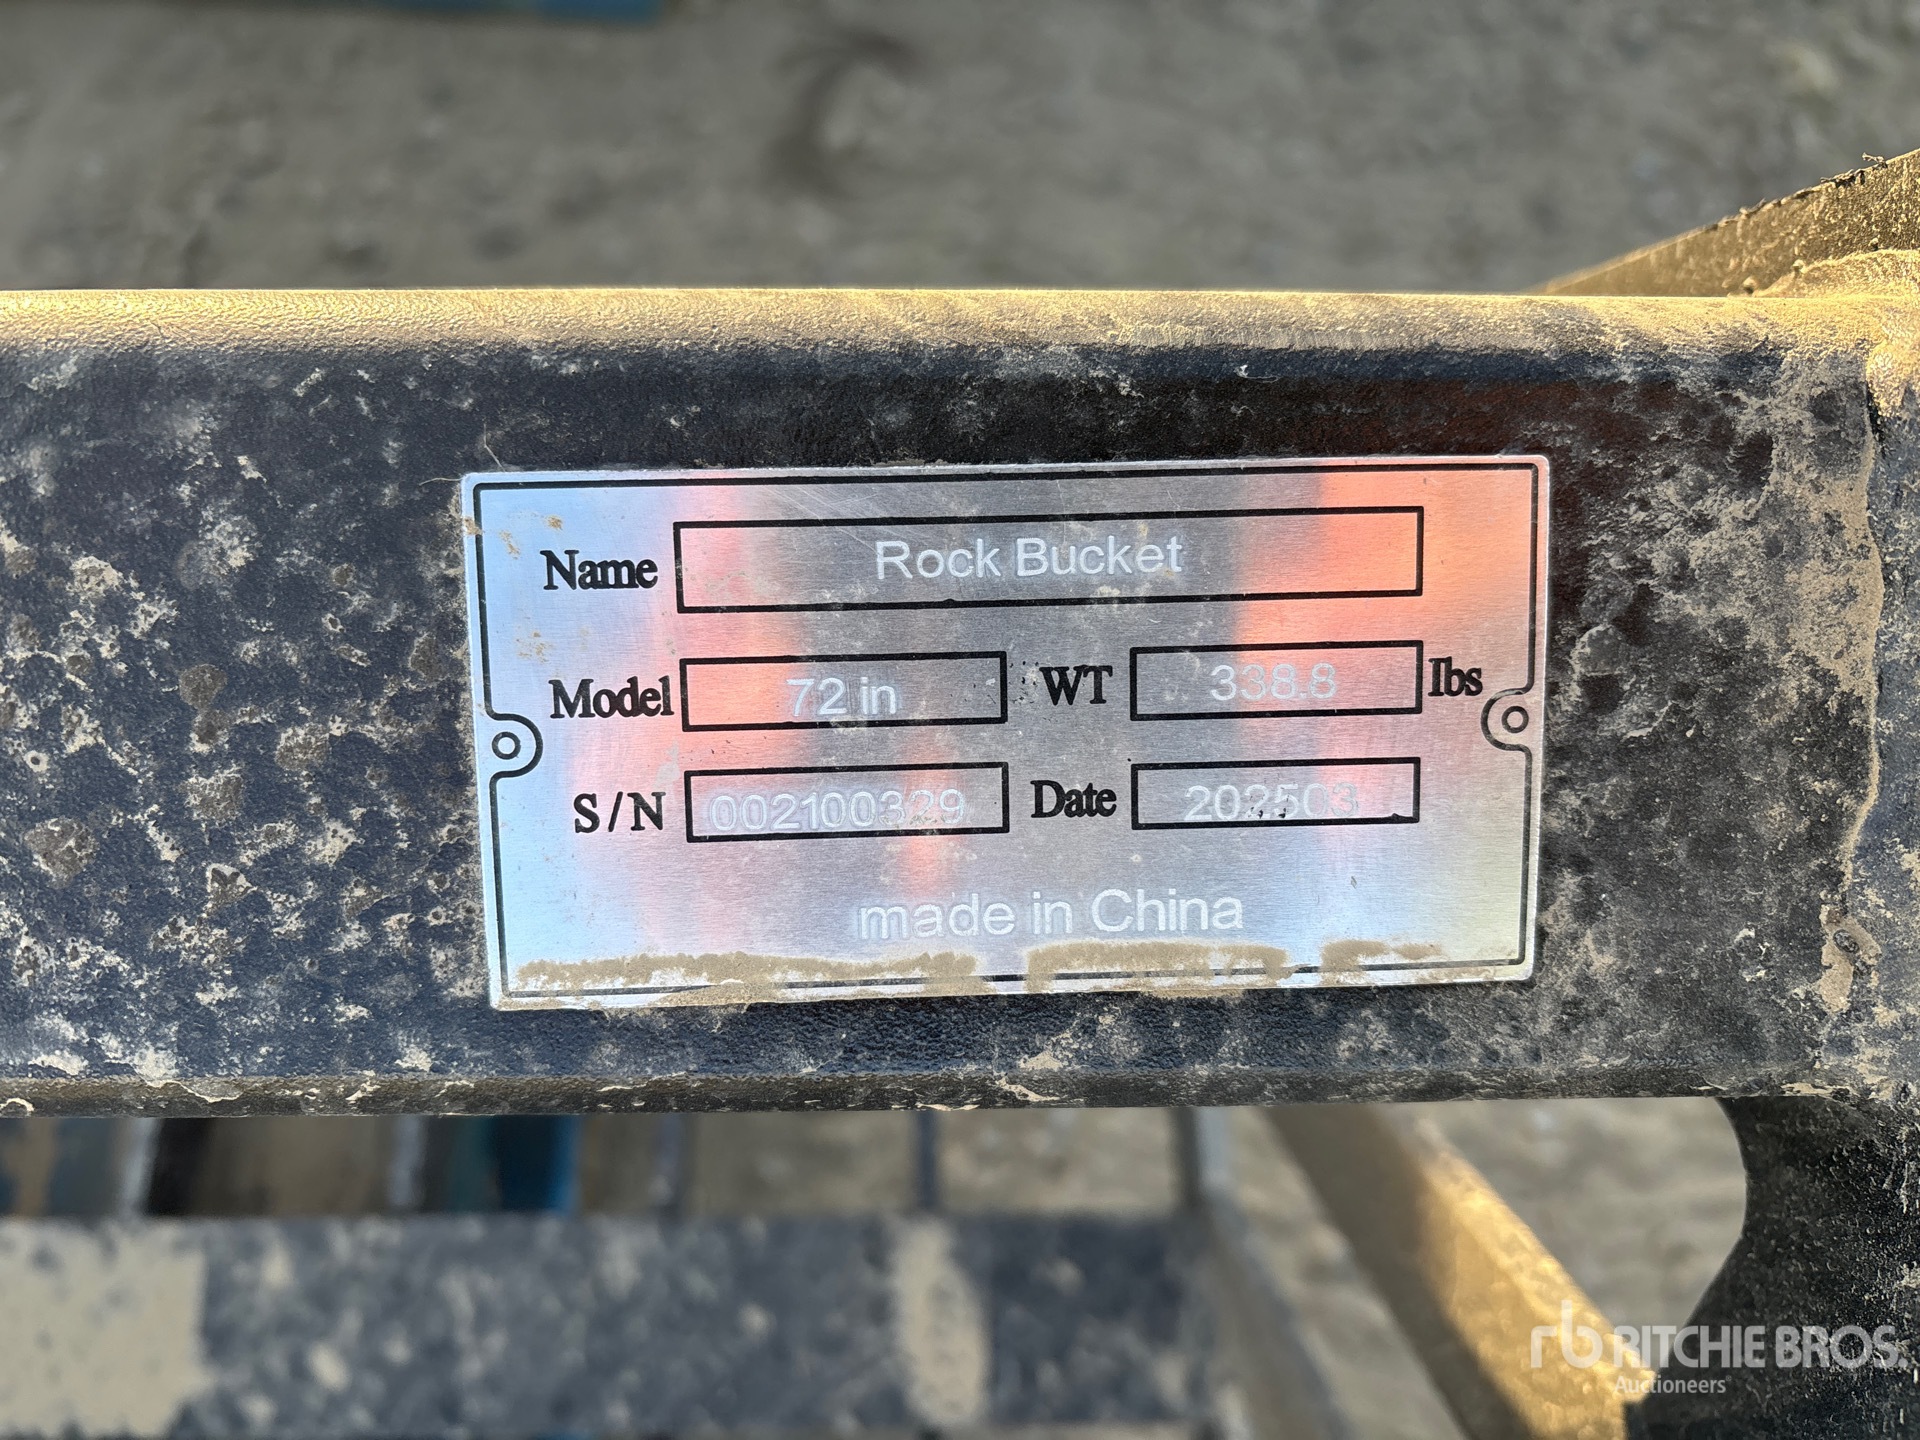 Name Rock Bucket
Model 72 in WT 338.8 lbs
S/N 002100329 Date 202503
made in China
rb RITCHIE BROS.
Auctioneers